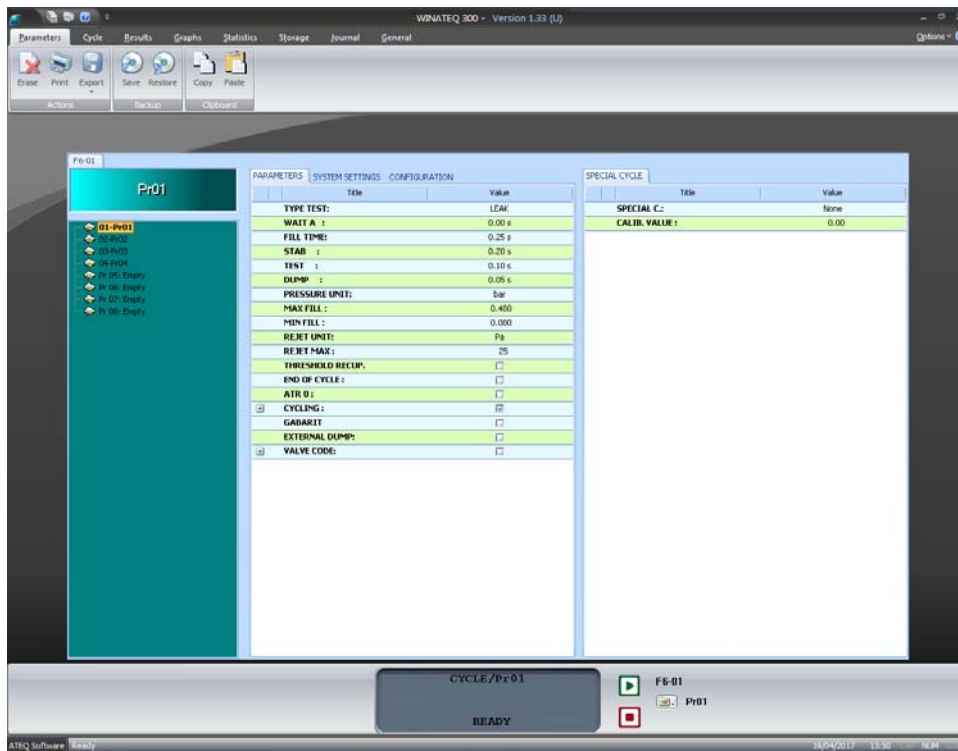 WINATEQ 300 - Version 1.33 (U)
Parameters Cycle Results Graphs Statistics Storage Journal General Options
Erase Print Export Save Restore Copy Paste
Actions Backup Clipboard
F6-01
Pr01
01-Pr01
02-Pr02
03-Pr03
04-Pr04
Pr 05: Empty
Pr 06: Empty
Pr 07: Empty
Pr 08: Empty
PARAMETERS SYSTEM SETTINGS CONFIGURATION
Title Value
TYPE TEST: LEAK
WAIT A : 0.00 s
FILL TIME: 0.25 s
STAB : 0.20 s
TEST : 0.10 s
DUMP : 0.05 s
PRESSURE UNIT: bar
MAX FILL : 0.480
MIN FILL : 0.080
REJET UNIT: Pa
REJET MAX : 25
THRESHOLD RECUP.
END OF CYCLE :
ATR 0 :
CYCLING :
GABARIT
EXTERNAL DUMP:
VALVE CODE:
SPECIAL CYCLE
Title Value
SPECIAL C.: None
CALIB. VALUE : 0.00
CYCLE/Pr01
READY
F6-01
Pr01
ATEQ Software Ready 19/04/2017 13:50 CAP NUM